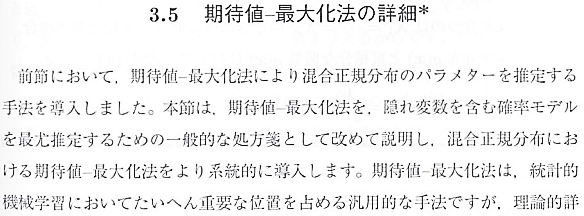 3.5 期待値–最大化法の詳細*
前節において，期待値–最大化法により混合正規分布のパラメターを推定する
手法を導入しました。本節は，期待値–最大化法を，隠れ変数を含む確率モデル
を最尤推定するための一般的な処方箋として改めて説明し，混合正規分布にお
ける期待値–最大化法をより系統的に導入します。期待値–最大化法は，統計的
機械学習においてたいへん重要な位置を占める汎用的な手法ですが，理論的詳